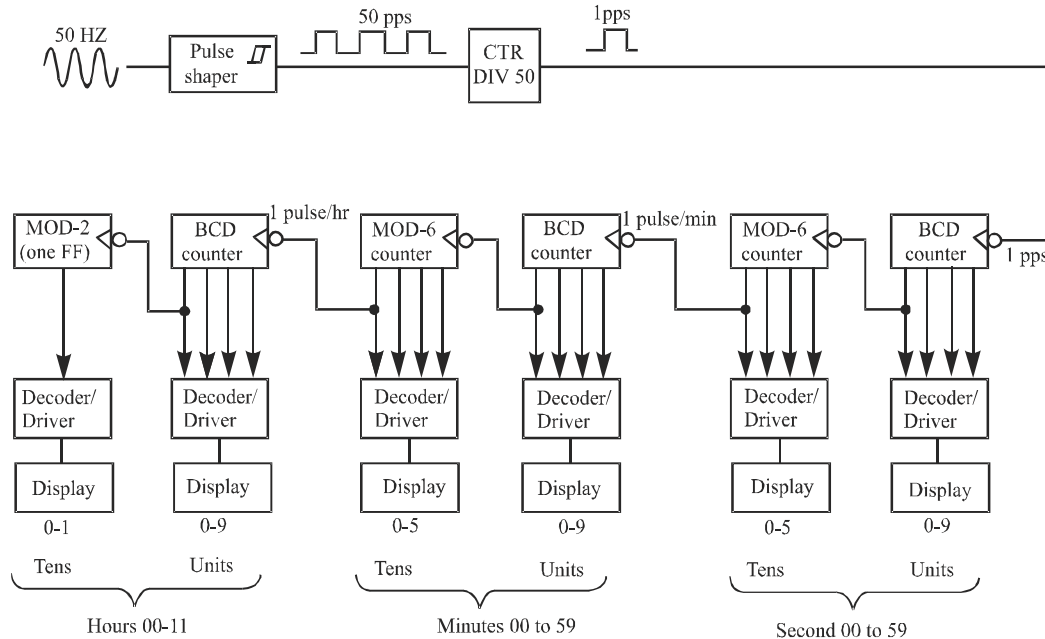 50 HZ
Pulse
shaper
50 pps
CTR
DIV 50
1pps
MOD-2
(one FF)
BCD
counter
1 pulse/hr
MOD-6
counter
BCD
counter
1 pulse/min
MOD-6
counter
BCD
counter
1 pps
Decoder/
Driver
Decoder/
Driver
Decoder/
Driver
Decoder/
Driver
Decoder/
Driver
Decoder/
Driver
Display
Display
Display
Display
Display
Display
0-1
0-9
0-5
0-9
0-5
0-9
Tens
Units
Tens
Units
Tens
Units
Hours 00-11
Minutes 00 to 59
Second 00 to 59